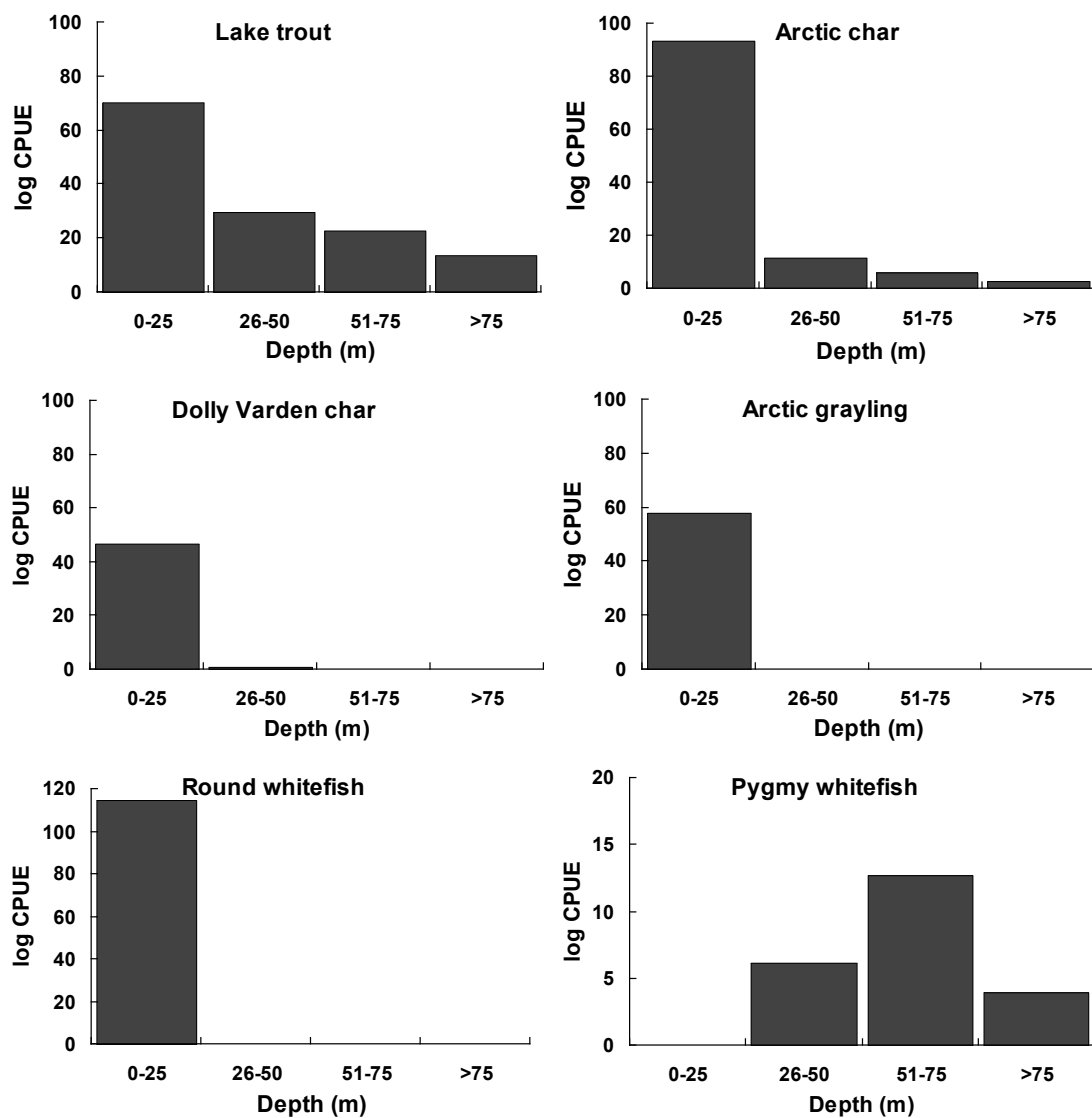 Lake trout
log CPUE
100
80
60
40
20
0
0-25 26-50 51-75 >75
Depth (m)
Arctic char
log CPUE
100
80
60
40
20
0
0-25 26-50 51-75 >75
Depth (m)
Dolly Varden char
log CPUE
100
80
60
40
20
0
0-25 26-50 51-75 >75
Depth (m)
Arctic grayling
log CPUE
100
80
60
40
20
0
0-25 26-50 51-75 >75
Depth (m)
Round whitefish
log CPUE
120
100
80
60
40
20
0
0-25 26-50 51-75 >75
Depth (m)
Pygmy whitefish
log CPUE
20
15
10
5
0
0-25 26-50 51-75 >75
Depth (m)